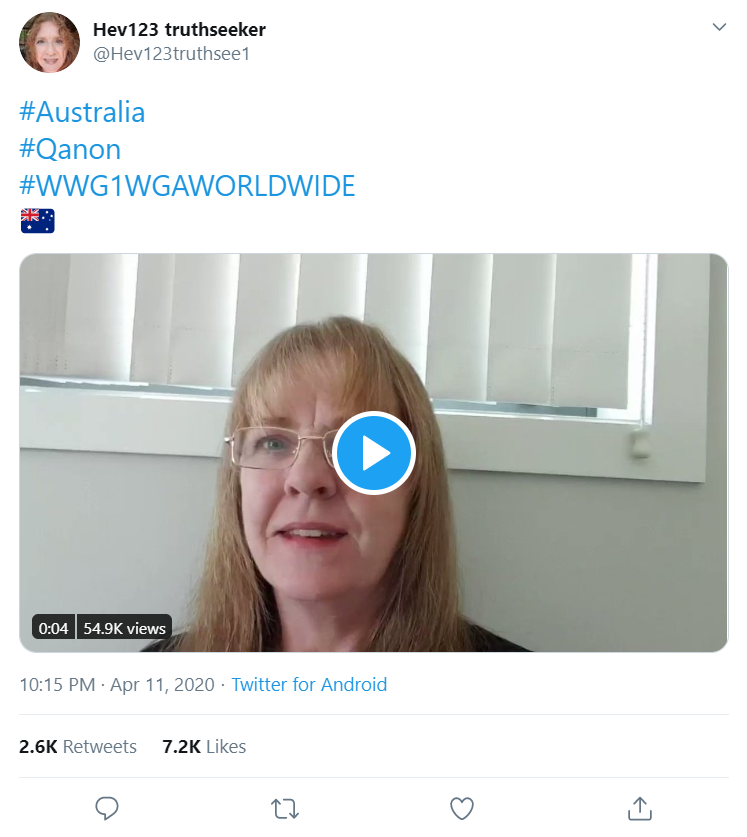 Hev123 truthseeker
@Hev123truthsee1
#Australia
#Qanon
#WWG1WGAWORLDWIDE
0:04 54.9K views
10:15 PM · Apr 11, 2020 · Twitter for Android
2.6K Retweets 7.2K Likes